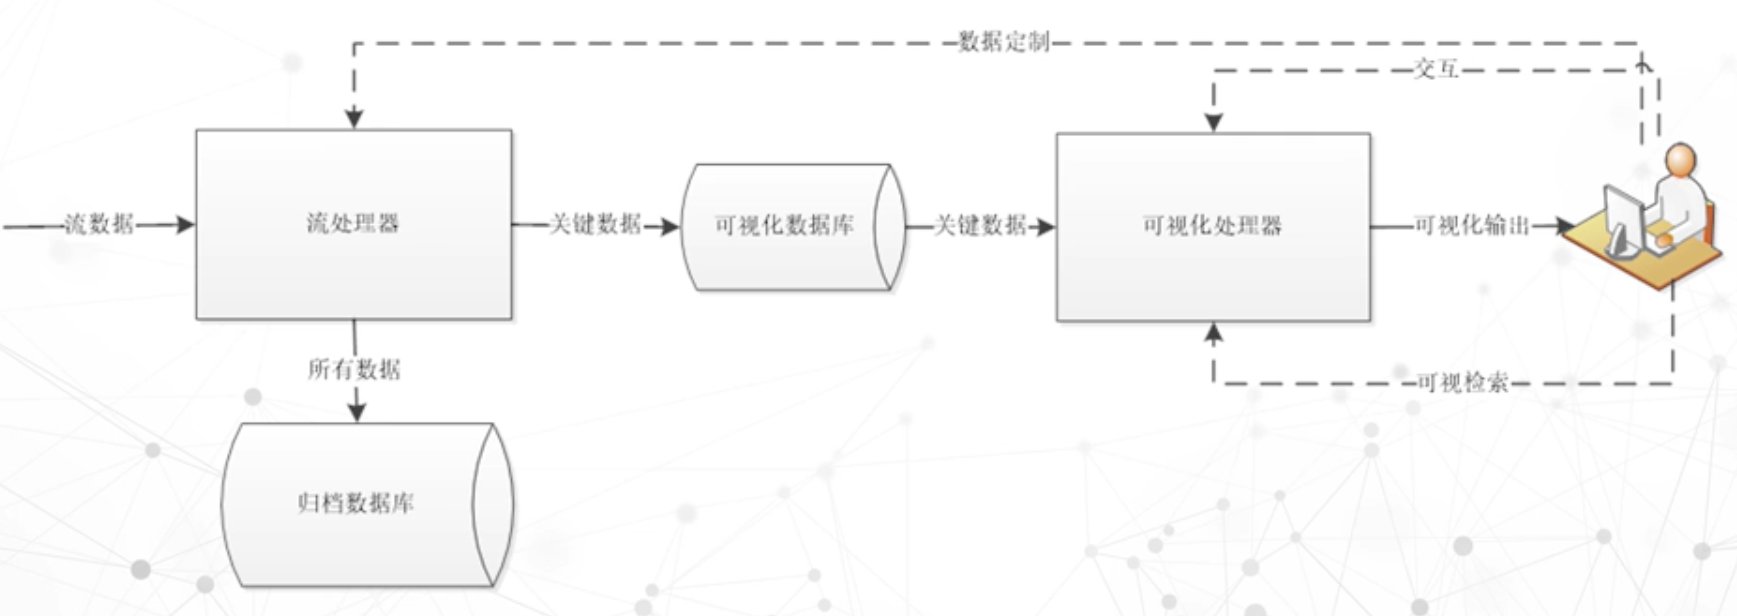 数据定制
交互
流数据
流处理器
关键数据
可视化数据库
关键数据
可视化处理器
可视化输出
所有数据
可视检索
归档数据库